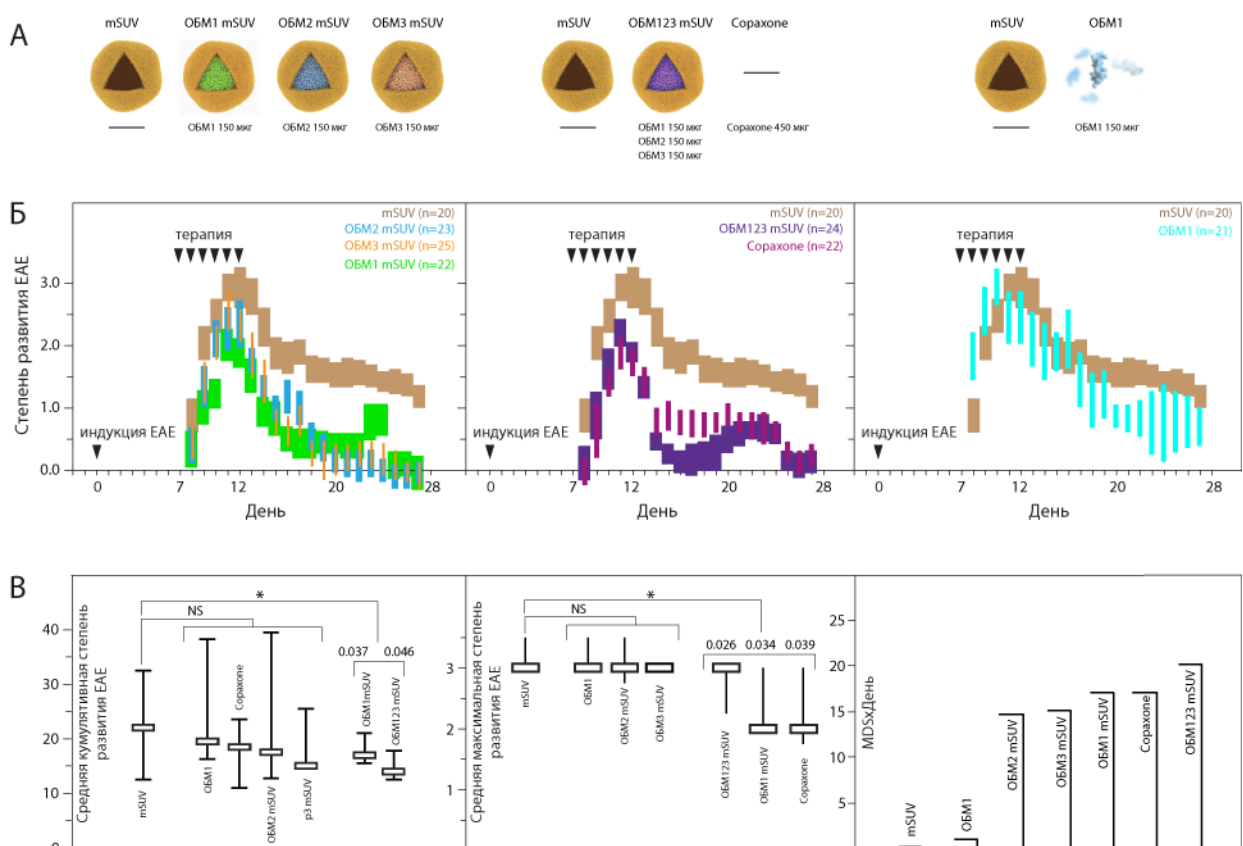 А
mSUV ОБМ1 mSUV ОБМ2 mSUV ОБМ3 mSUV
mSUV ОБМ123 mSUV Copaxone
mSUV ОБМ1
ОБМ1 150 мкг ОБМ2 150 мкг ОБМ3 150 мкг
ОБМ1 150 мкг
ОБМ2 150 мкг
ОБМ3 150 мкг
Copaxone 450 мкг
ОБМ1 150 мкг
Б
Степень развития ЕАЕ
3.0
2.0
1.0
0.0
терапия
mSUV (n=20)
ОБМ2 mSUV (n=23)
ОБМ3 mSUV (n=25)
ОБМ1 mSUV (n=22)
индукция ЕАЕ
0 7 12 20 28
День
терапия
mSUV (n=20)
ОБМ123 mSUV (n=24)
Copaxone (n=22)
индукция ЕАЕ
0 7 12 20 28
День
терапия
mSUV (n=20)
ОБМ1 (n=21)
индукция ЕАЕ
0 7 12 20 28
День
В
Средняя кумулятивная степень
развития ЕАЕ
40
30
20
10
0
*
NS
0.037 0.046
mSUV
ОБМ1
Copaxone
ОБМ2 mSUV
p3 mSUV
ОБМ1mSUV
ОБМ123 mSUV
Средняя максимальная степень
развития ЕАЕ
3
2
1
*
NS
0.026 0.034 0.039
mSUV
ОБМ1
ОБМ2 mSUV
ОБМ3 mSUV
ОБМ123 mSUV
ОБМ1 mSUV
Copaxone
MDSxДень
25
20
15
10
5
mSUV
ОБМ1
ОБМ2 mSUV
ОБМ3 mSUV
ОБМ1 mSUV
Copaxone
ОБМ123 mSUV